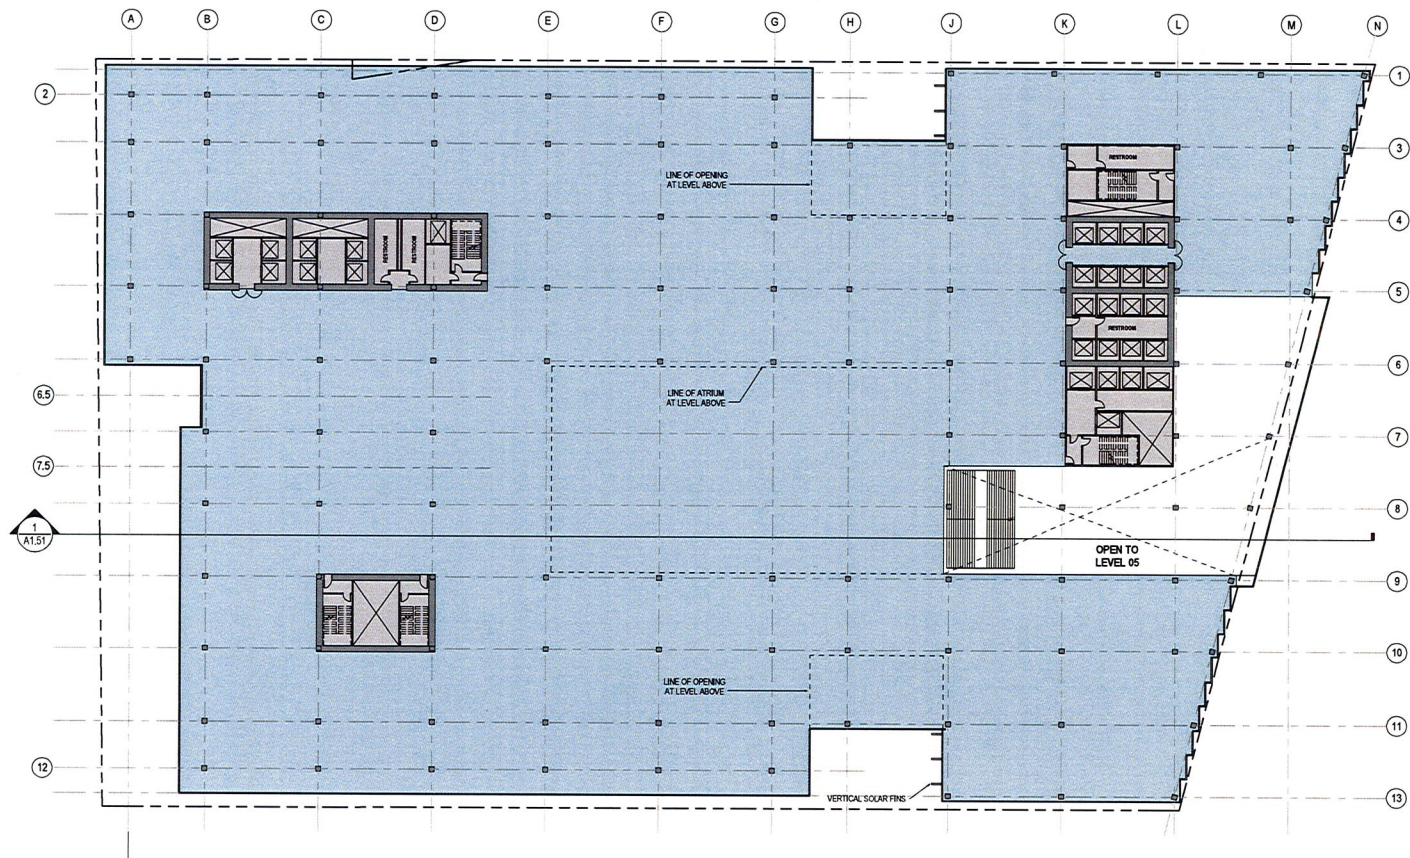 A B C D E F G H J K L M N
1
2
3
RESTROOM
LINE OF OPENING
AT LEVEL ABOVE
4
RESTROOM
RESTROOM
5
RESTROOM
6
6.5
LINE OF ATRIUM
AT LEVEL ABOVE
7
7.5
8
1
A1.51
OPEN TO
LEVEL 05
9
10
LINE OF OPENING
AT LEVEL ABOVE
11
12
VERTICAL SOLAR FINS
13